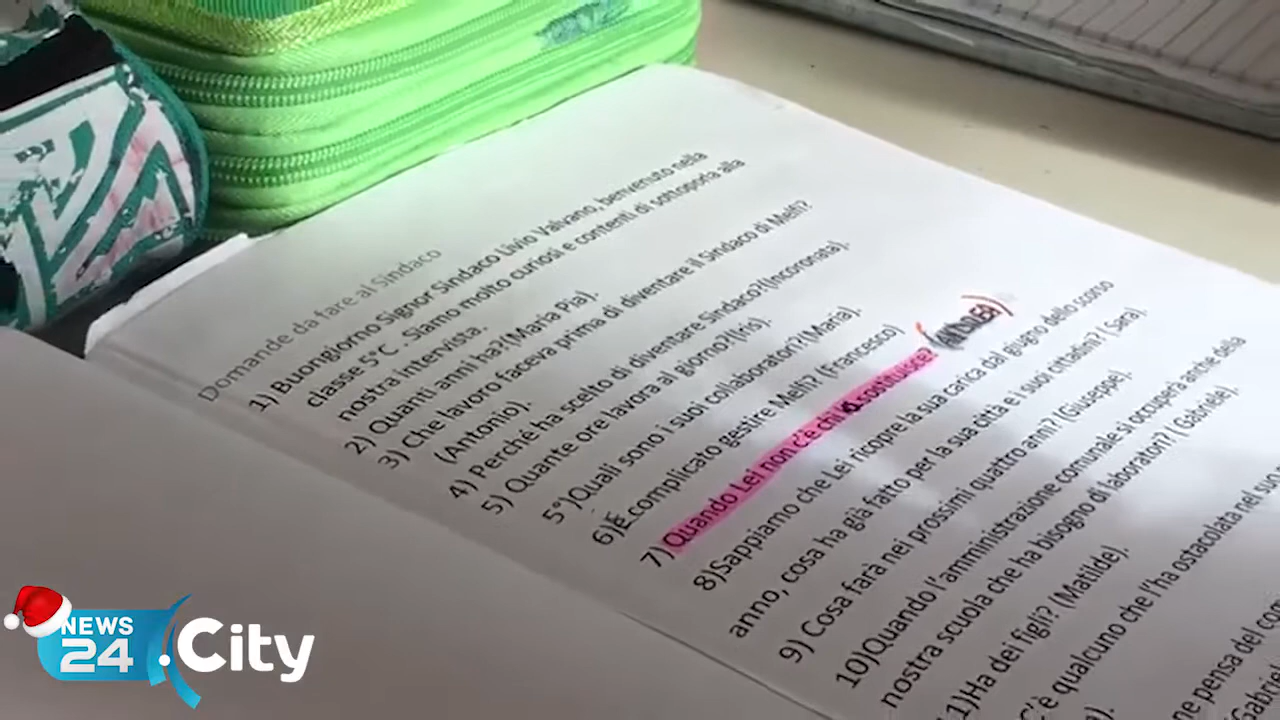 Domande da fare al Sindaco
1) Buongiorno Signor Sindaco Livio Valvano, benvenuto nella
classe 5°C . Siamo molto curiosi e contenti di sottoporla alla
nostra intervista.
2) Quanti anni ha?(Maria Pia).
3) Che lavoro faceva prima di diventare il Sindaco di Melfi?
(Antonio).
4) Perché ha scelto di diventare Sindaco?(Incoronata).
5) Quante ore lavora al giorno?(Iris).
5°)Quali sono i suoi collaboratori?(Maria).
6)È complicato gestire Melfi? (Francesco)
7) Quando Lei non c'è chi la sostituisce? (ANDREA)
8)Sappiamo che Lei ricopre la sua carica dal giugno dello scorso
anno, cosa ha già fatto per la sua città e i suoi cittadini? ( Sara).
9) Cosa farà nei prossimi quattro anni? (Giuseppe).
10)Quando l'amministrazione comunale si occuperà anche della
nostra scuola che ha bisogno di laboratori? ( Gabriele).
11)Ha dei figli? (Matilde).
C'è qualcuno che l'ha ostacolata nel suo
pensa del
NEWS
24 .City